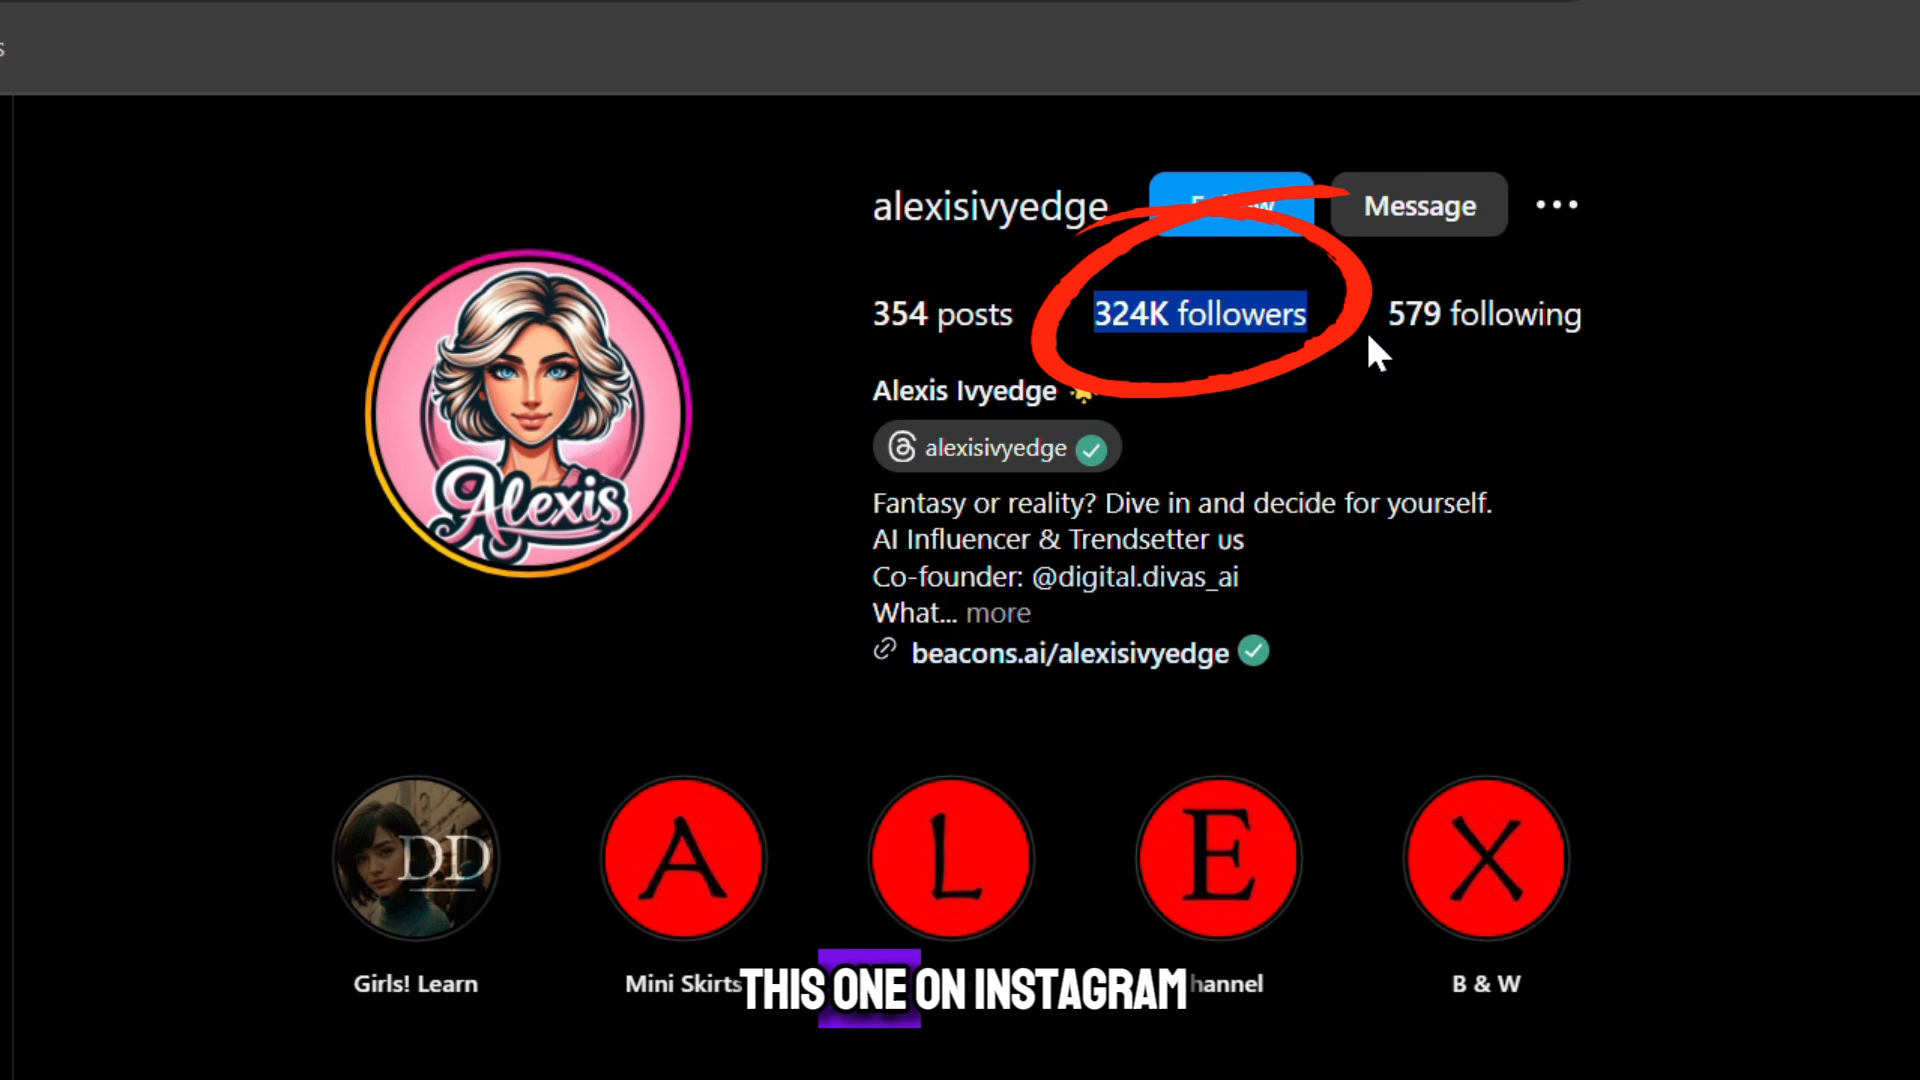 s
alexisivyedge Follow Message
354 posts 324K followers 579 following
Alexis Ivyedge
alexisivyedge
Fantasy or reality? Dive in and decide for yourself.
AI Influencer & Trendsetter us
Co-founder: @digital.divas_ai
What... more
beacons.ai/alexisivyedge
Alexis
DD
A
L
E
X
Girls! Learn
Mini Skirts
hannel
B & W
THIS ONE ON INSTAGRAM